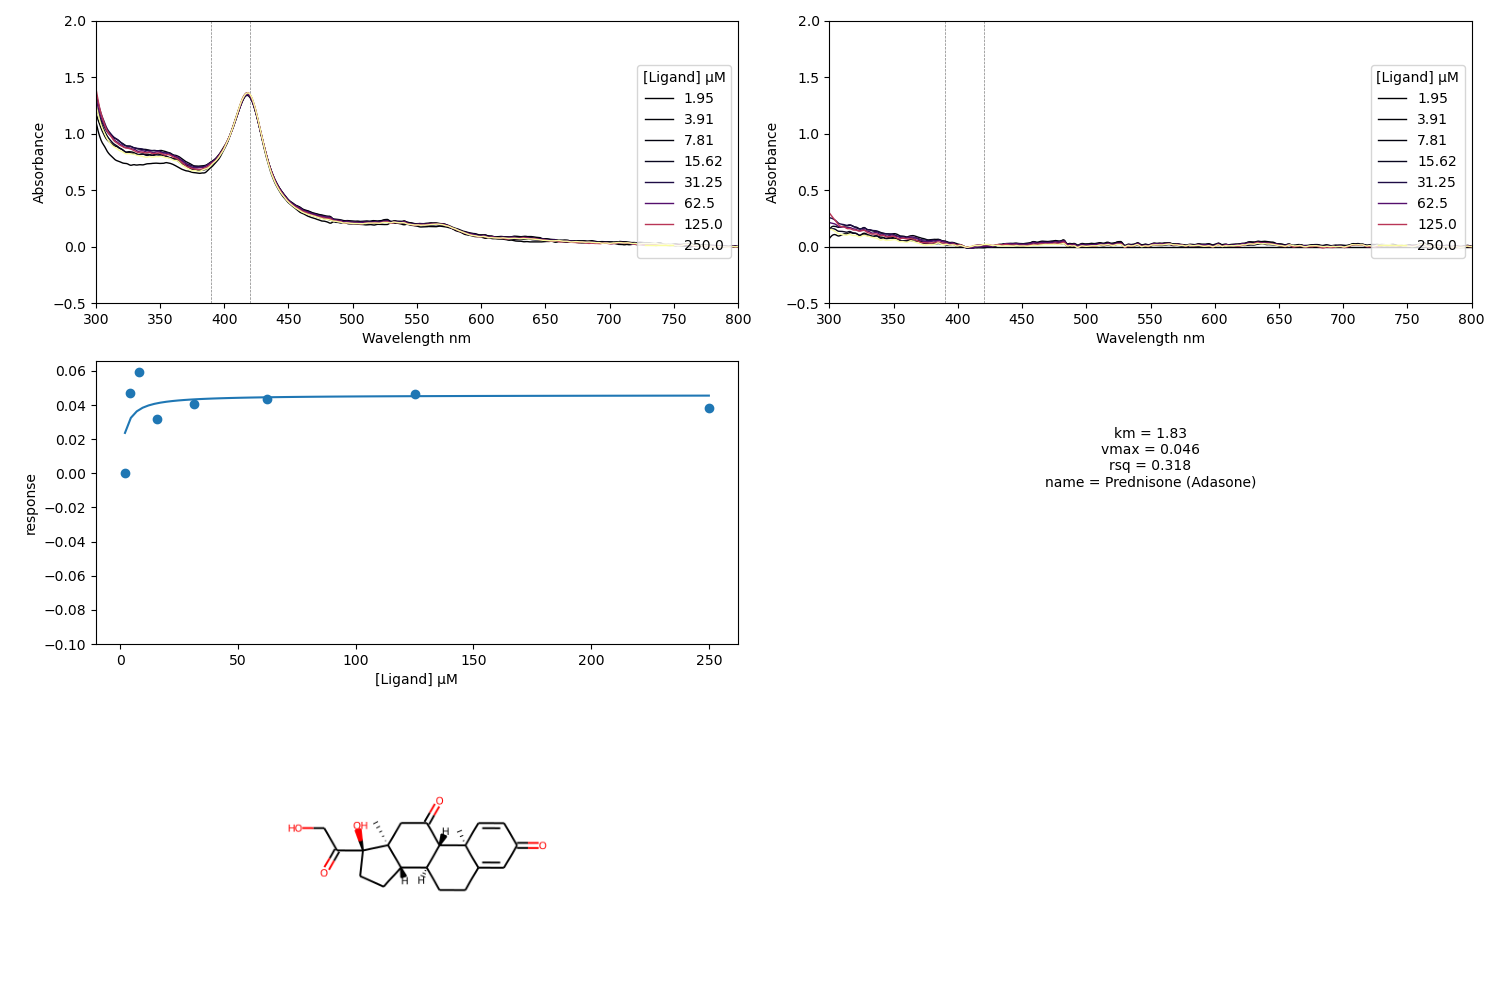 2.0
1.5
1.0
0.5
0.0
−0.5
Absorbance
300 350 400 450 500 550 600 650 700 750 800
Wavelength nm
[Ligand] μM
1.95
3.91
7.81
15.62
31.25
62.5
125.0
250.0
2.0
1.5
1.0
0.5
0.0
−0.5
Absorbance
300 350 400 450 500 550 600 650 700 750 800
Wavelength nm
[Ligand] μM
1.95
3.91
7.81
15.62
31.25
62.5
125.0
250.0
0.06
0.04
0.02
0.00
−0.02
−0.04
−0.06
−0.08
−0.10
response
0 50 100 150 200 250
[Ligand] μM
km = 1.83
vmax = 0.046
rsq = 0.318
name = Prednisone (Adasone)
O
HO OH H
O O
H H